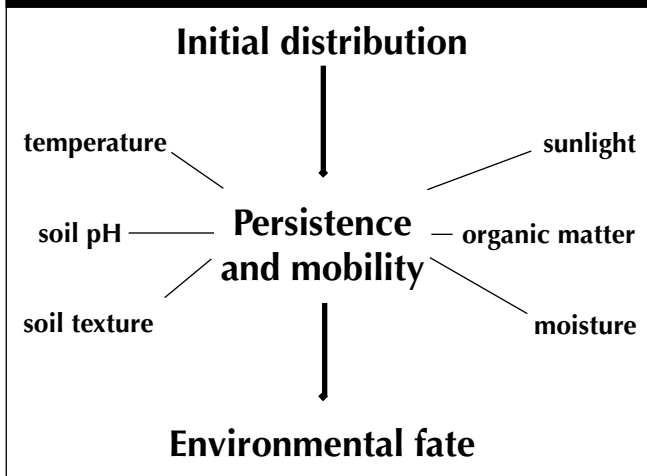 Initial distribution
temperature
sunlight
soil pH
Persistence
and mobility
organic matter
soil texture
moisture
Environmental fate